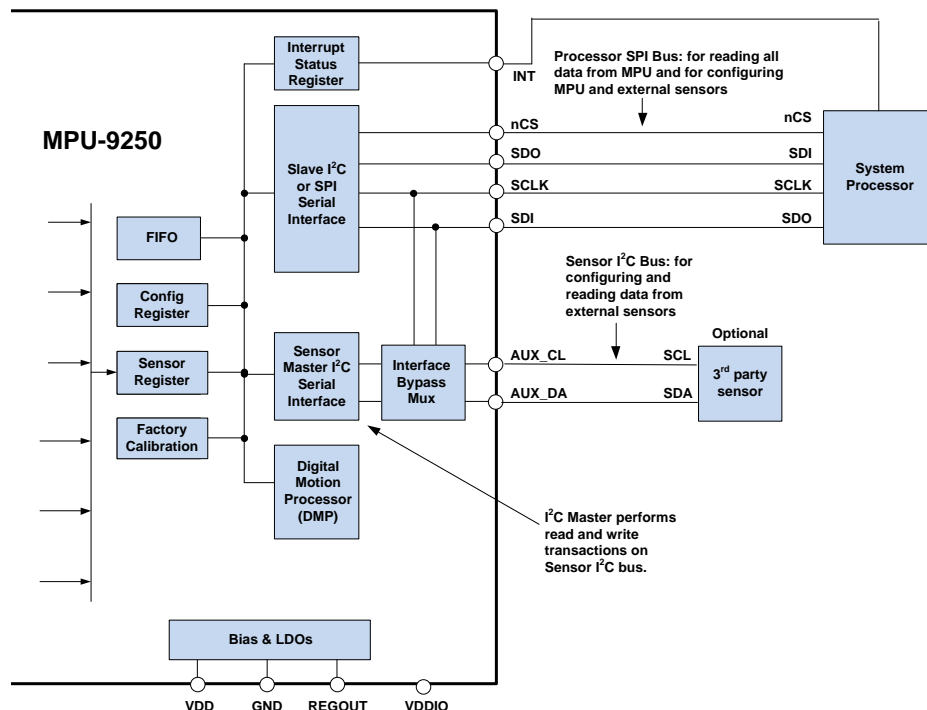 Interrupt
Status
Register
INT
Processor SPI Bus: for reading all
data from MPU and for configuring
MPU and external sensors
MPU-9250
Slave I²C
or SPI
Serial
Interface
nCS
SDO
SCLK
SDI
nCS
SDI
SCLK
SDO
System
Processor
FIFO
Config
Register
Sensor
Register
Factory
Calibration
Sensor
Master I²C
Serial
Interface
Interface
Bypass
Mux
Digital
Motion
Processor
(DMP)
Sensor I²C Bus: for
configuring and
reading data from
external sensors
AUX_CL
AUX_DA
SCL
SDA
Optional
3rd party
sensor
I²C Master performs
read and write
transactions on
Sensor I²C bus.
Bias & LDOs
VDD
GND
REGOUT
VDDIO